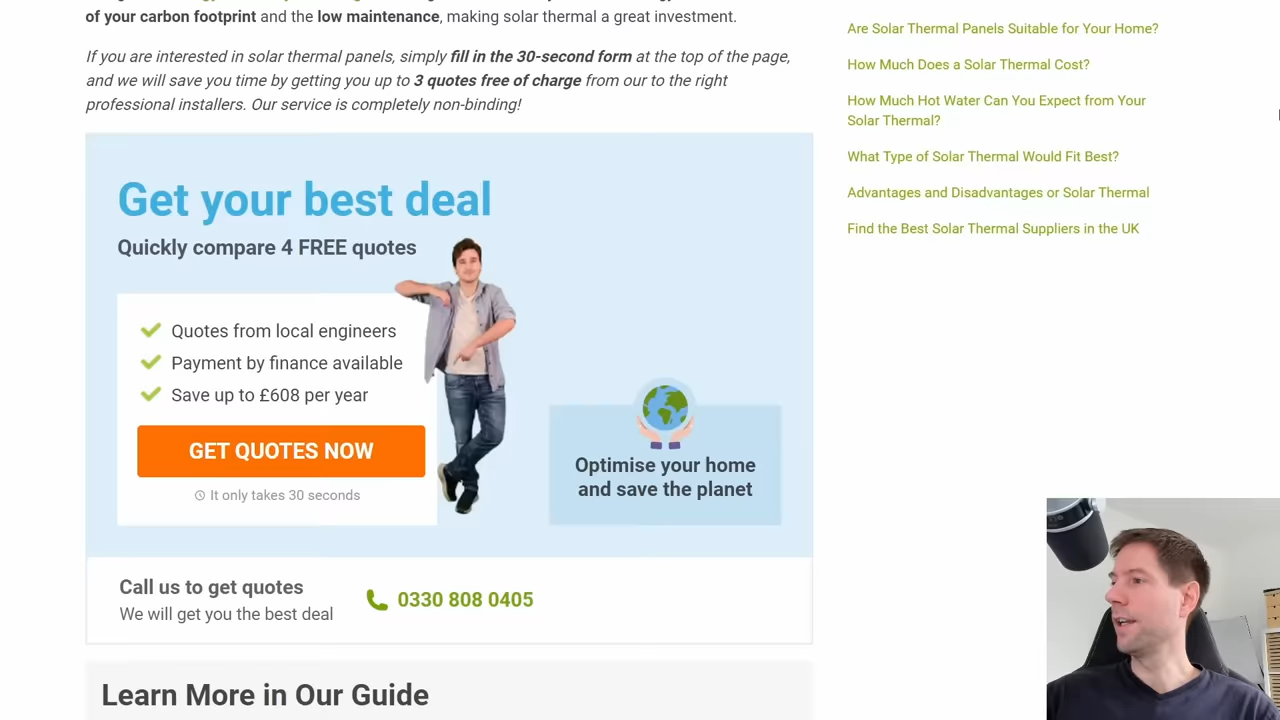 of your carbon footprint and the low maintenance, making solar thermal a great investment.
If you are interested in solar thermal panels, simply fill in the 30-second form at the top of the page,
and we will save you time by getting you up to 3 quotes free of charge from our to the right
professional installers. Our service is completely non-binding!
Get your best deal
Quickly compare 4 FREE quotes
Quotes from local engineers
Payment by finance available
Save up to £608 per year
GET QUOTES NOW
It only takes 30 seconds
Optimise your home
and save the planet
Call us to get quotes
We will get you the best deal
0330 808 0405
Learn More in Our Guide
Are Solar Thermal Panels Suitable for Your Home?
How Much Does a Solar Thermal Cost?
How Much Hot Water Can You Expect from Your
Solar Thermal?
What Type of Solar Thermal Would Fit Best?
Advantages and Disadvantages or Solar Thermal
Find the Best Solar Thermal Suppliers in the UK